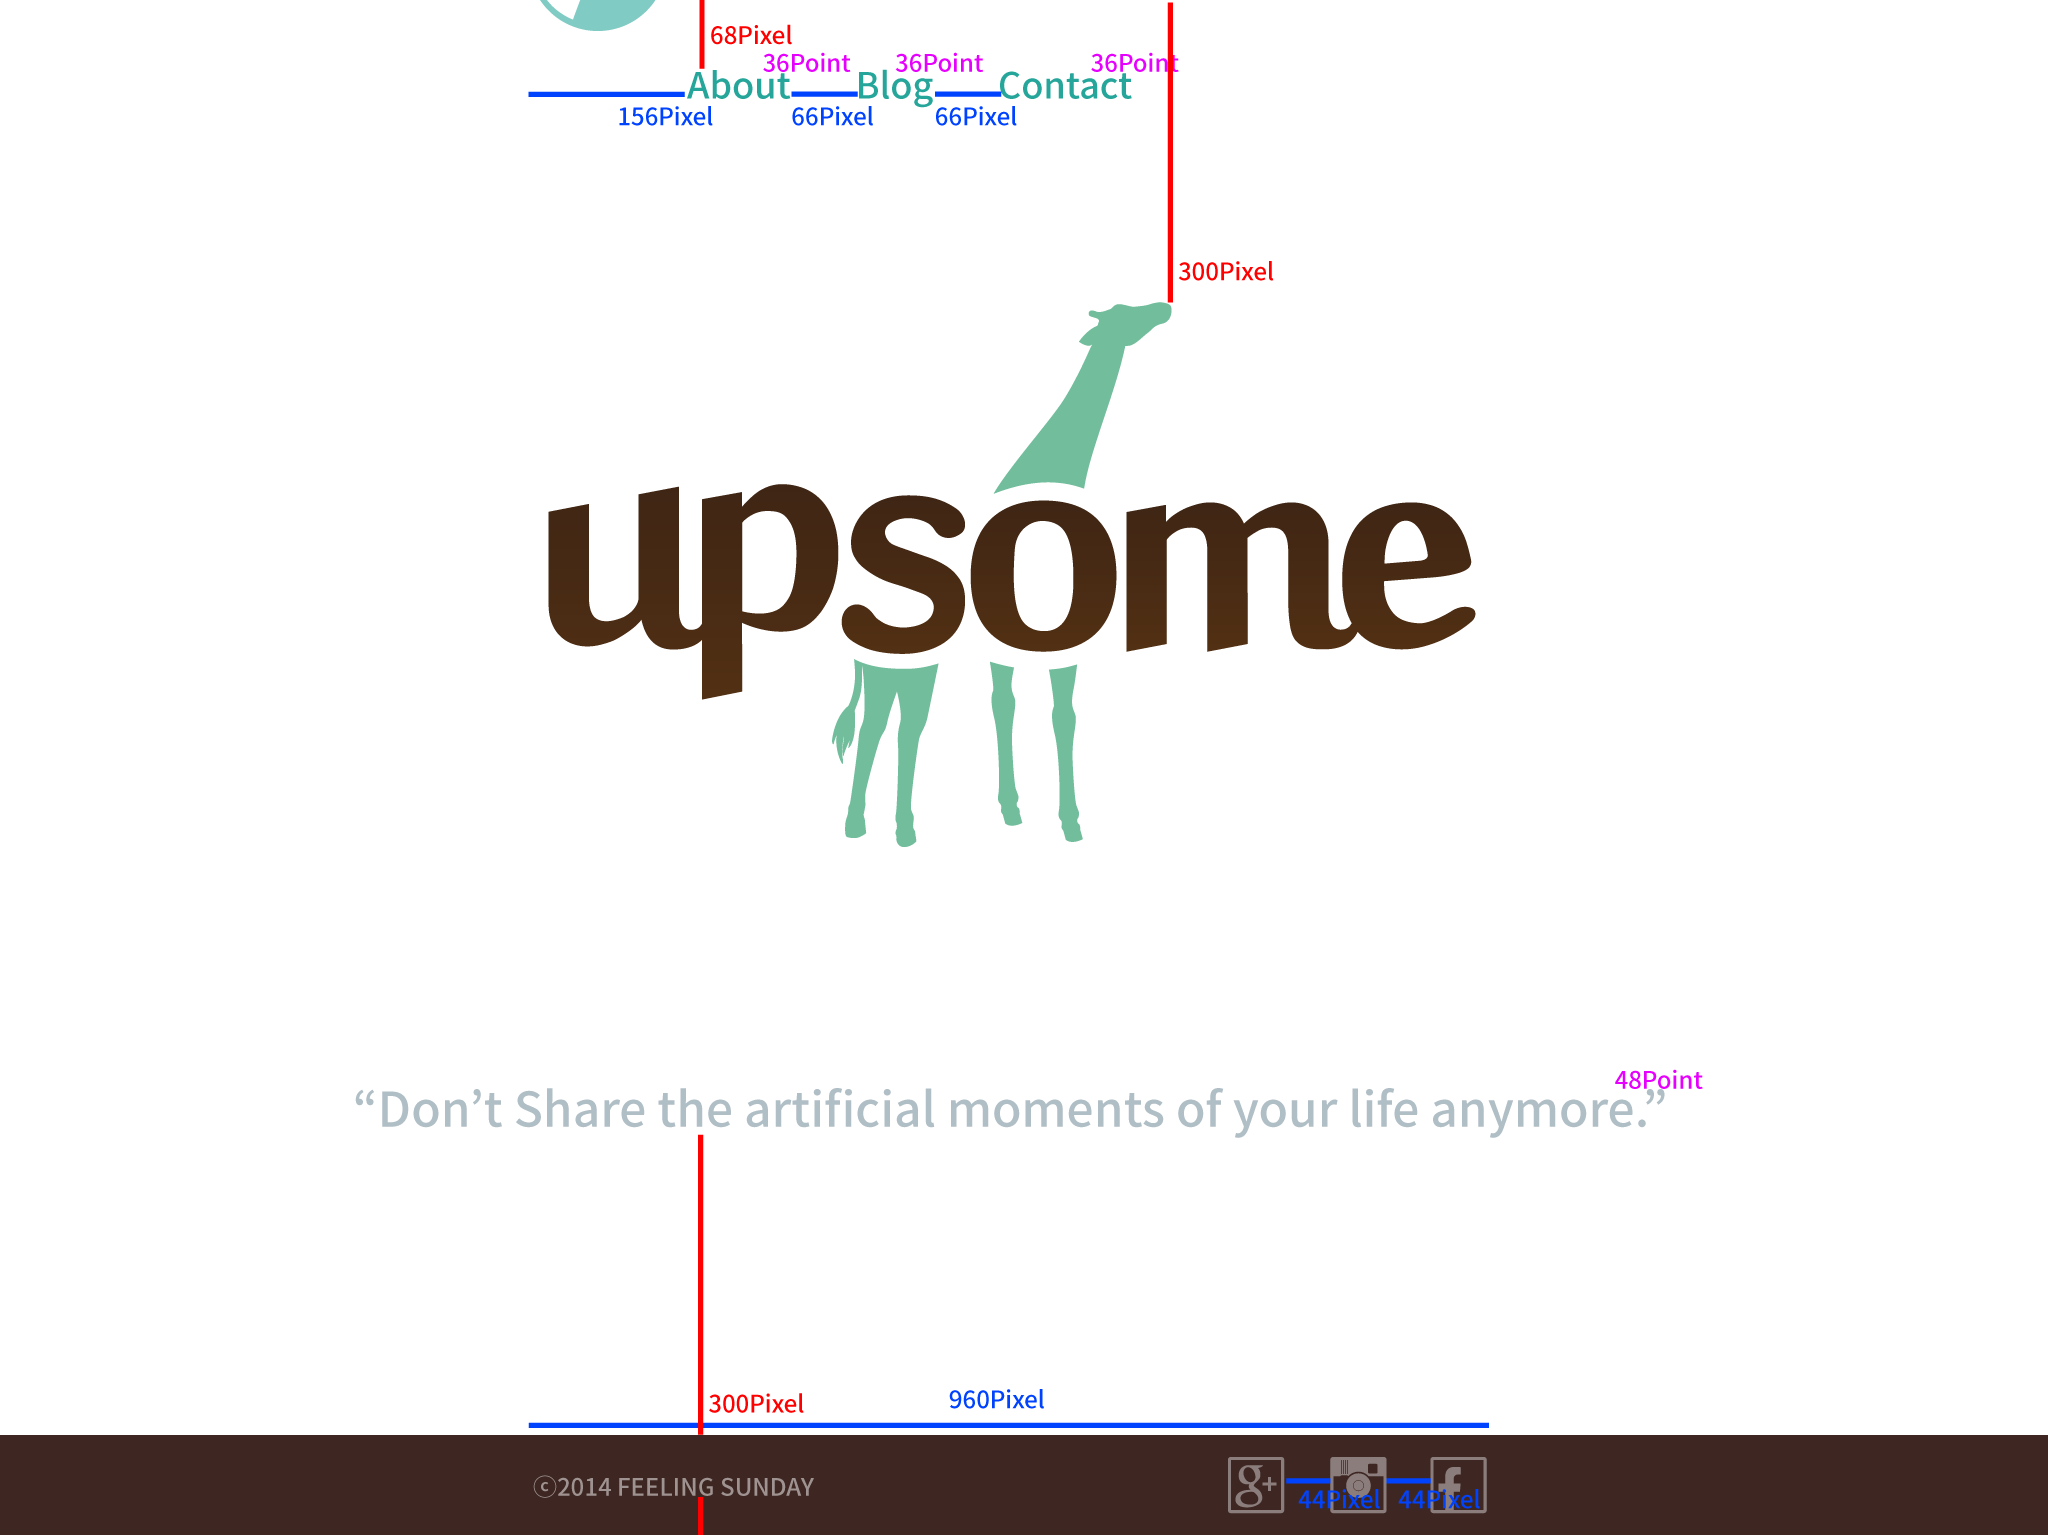 68Pixel
36Point 36Point 36Point
About Blog Contact
156Pixel 66Pixel 66Pixel
300Pixel
upsome
48Point
“Don’t Share the artificial moments of your life anymore.”
300Pixel 960Pixel
©2014 FEELING SUNDAY g+ f
44Pixel 44Pixel